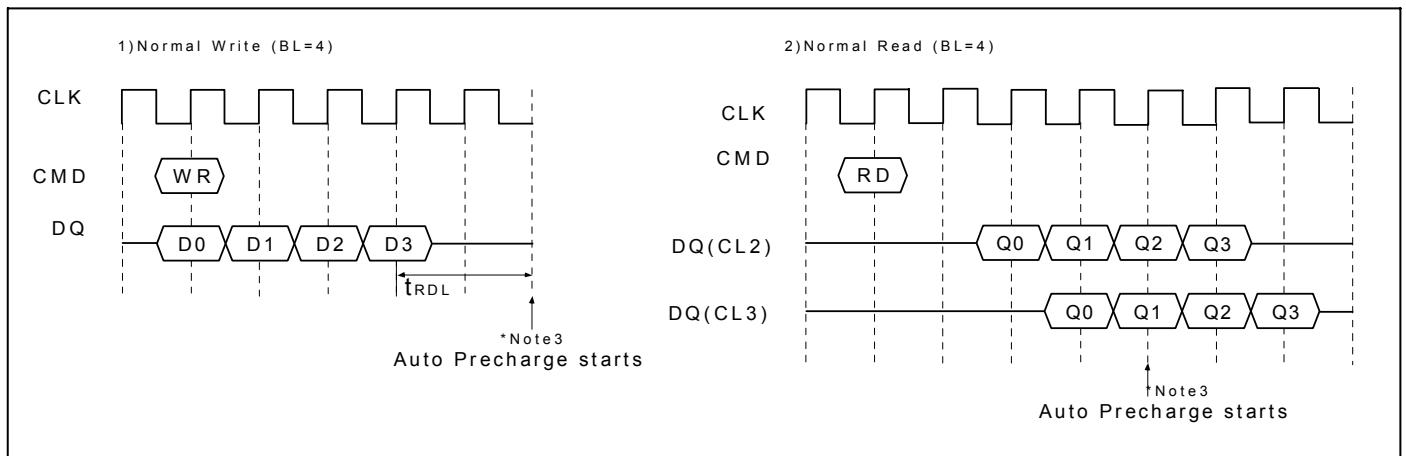 1)Normal Write (BL=4)
CLK
CMD
WR
DQ
D0 D1 D2 D3
tRDL
*Note3
Auto Precharge starts
2)Normal Read (BL=4)
CLK
CMD
RD
DQ(CL2)
Q0 Q1 Q2 Q3
DQ(CL3)
Q0 Q1 Q2 Q3
*Note3
Auto Precharge starts